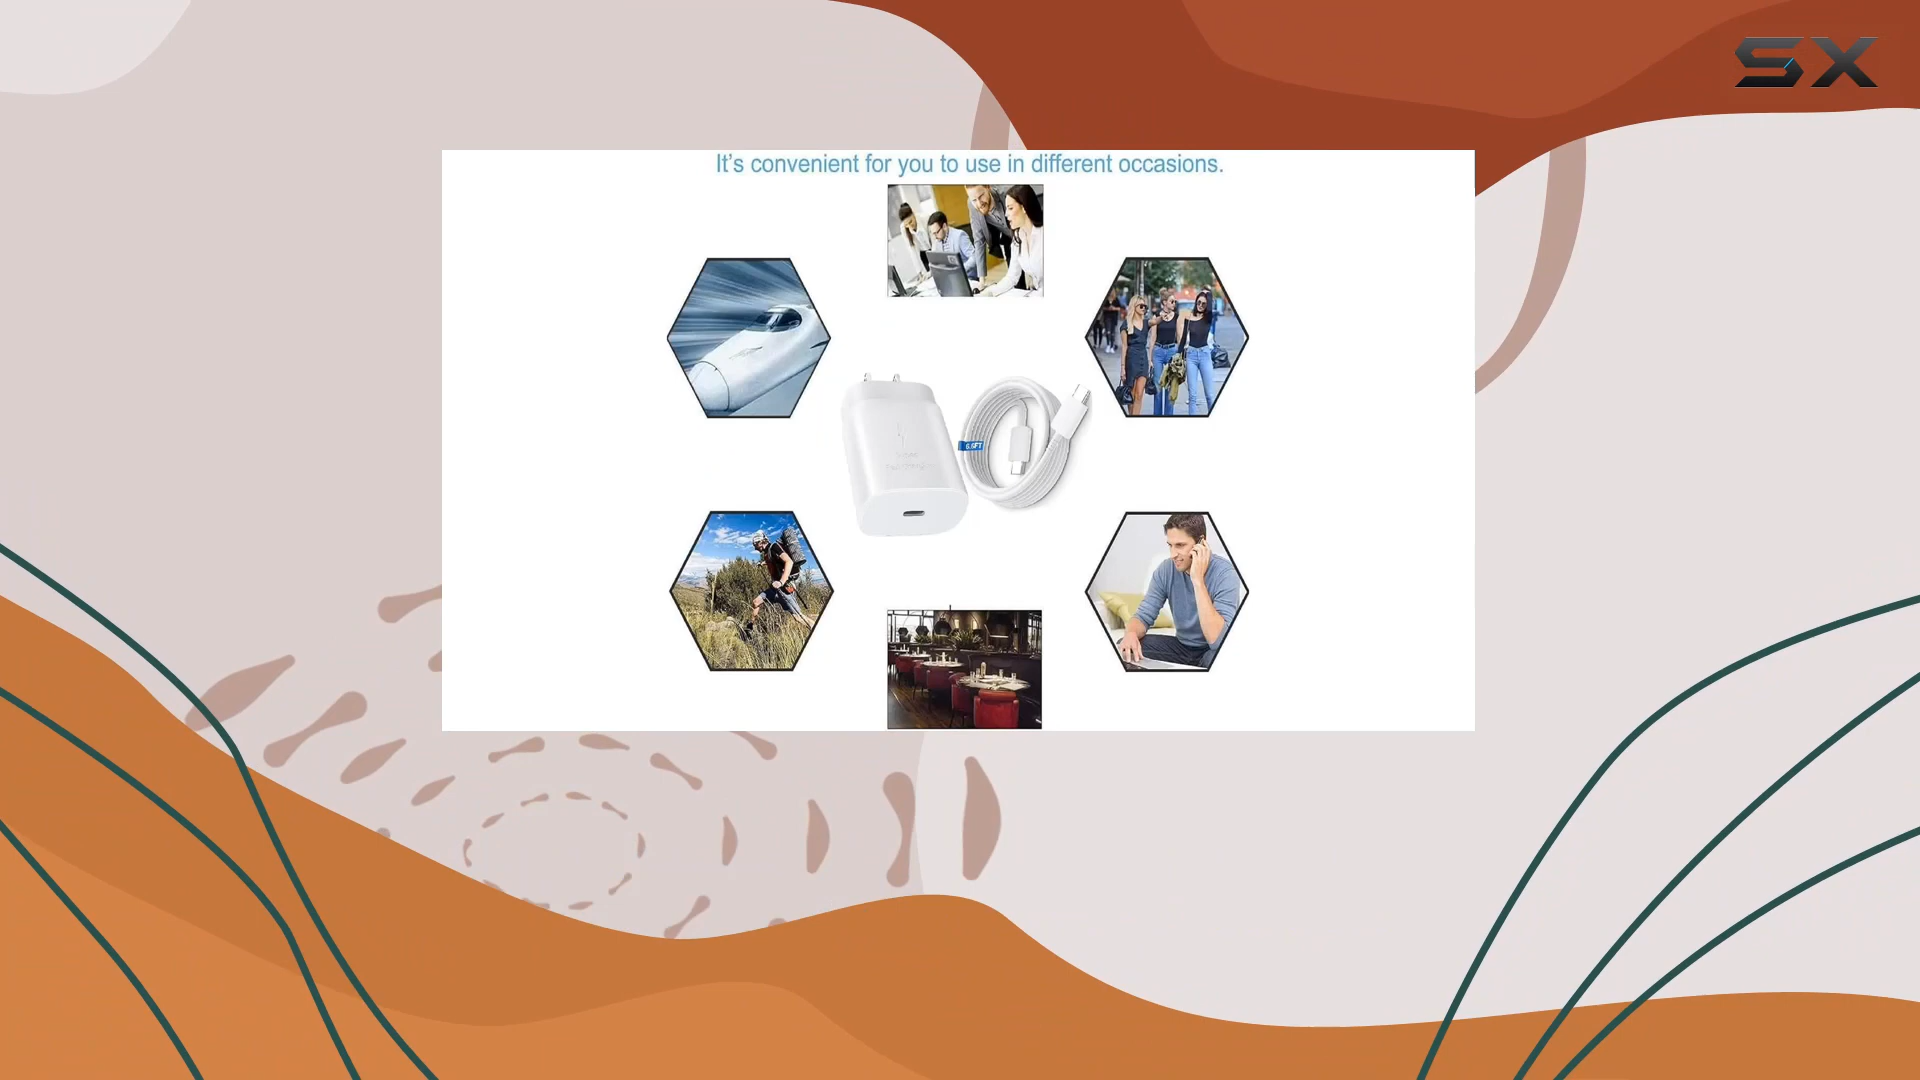 SX
It's convenient for you to use in different occasions.
6.6FT